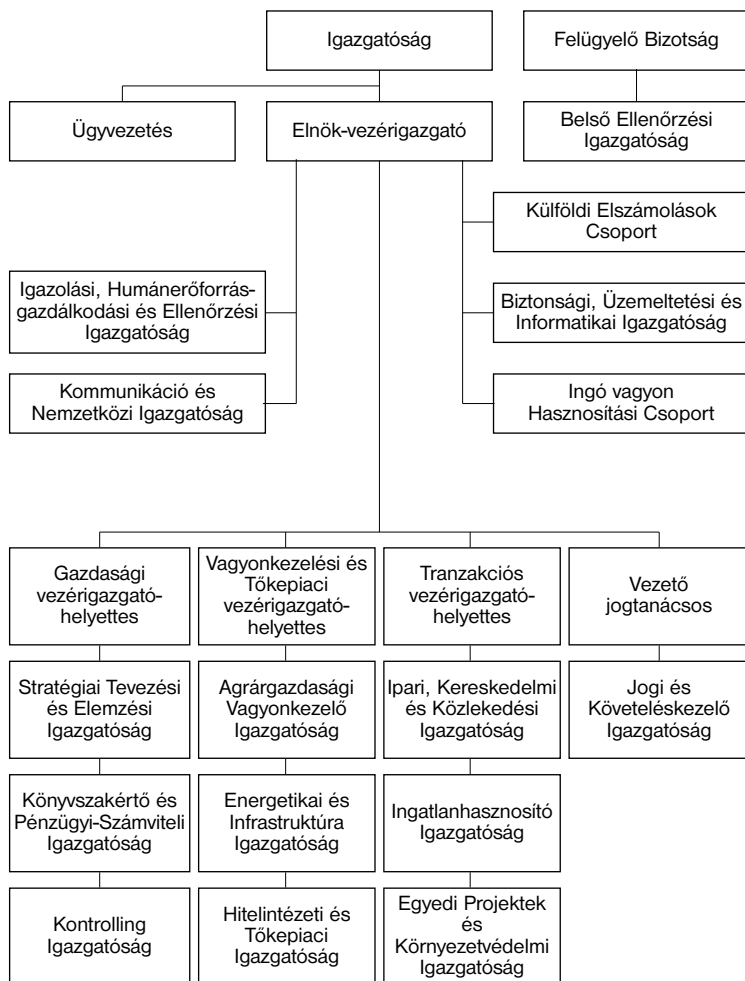 Igazgatóság
Felügyelő Bizotság
Ügyvezetés
Elnök-vezérigazgató
Belső Ellenőrzési
Igazgatóság
Külföldi Elszámolások
Csoport
Igazolási, Humánerőforrás-
gazdálkodási és Ellenőrzési
Igazgatóság
Biztonsági, Üzemeltetési és
Informatikai Igazgatóság
Kommunikáció és
Nemzetközi Igazgatóság
Ingó vagyon
Hasznosítási Csoport
Gazdasági
vezérigazgató-
helyettes
Vagyonkezelési és
Tőkepiaci
vezérigazgató-
helyettes
Tranzakciós
vezérigazgató-
helyettes
Vezető
jogtanácsos
Stratégiai Tevezési
és Elemzési
Igazgatóság
Agrárgazdasági
Vagyonkezelő
Igazgatóság
Ipari, Kereskedelmi
és Közlekedési
Igazgatóság
Jogi és
Követeléskezelő
Igazgatóság
Könyvszakértő és
Pénzügyi-Számviteli
Igazgatóság
Energetikai és
Infrastruktúra
Igazgatóság
Ingatlanhasznosító
Igazgatóság
Kontrolling
Igazgatóság
Hitelintézeti és
Tőkepiaci
Igazgatóság
Egyedi Projektek
és
Környezetvédelmi
Igazgatóság